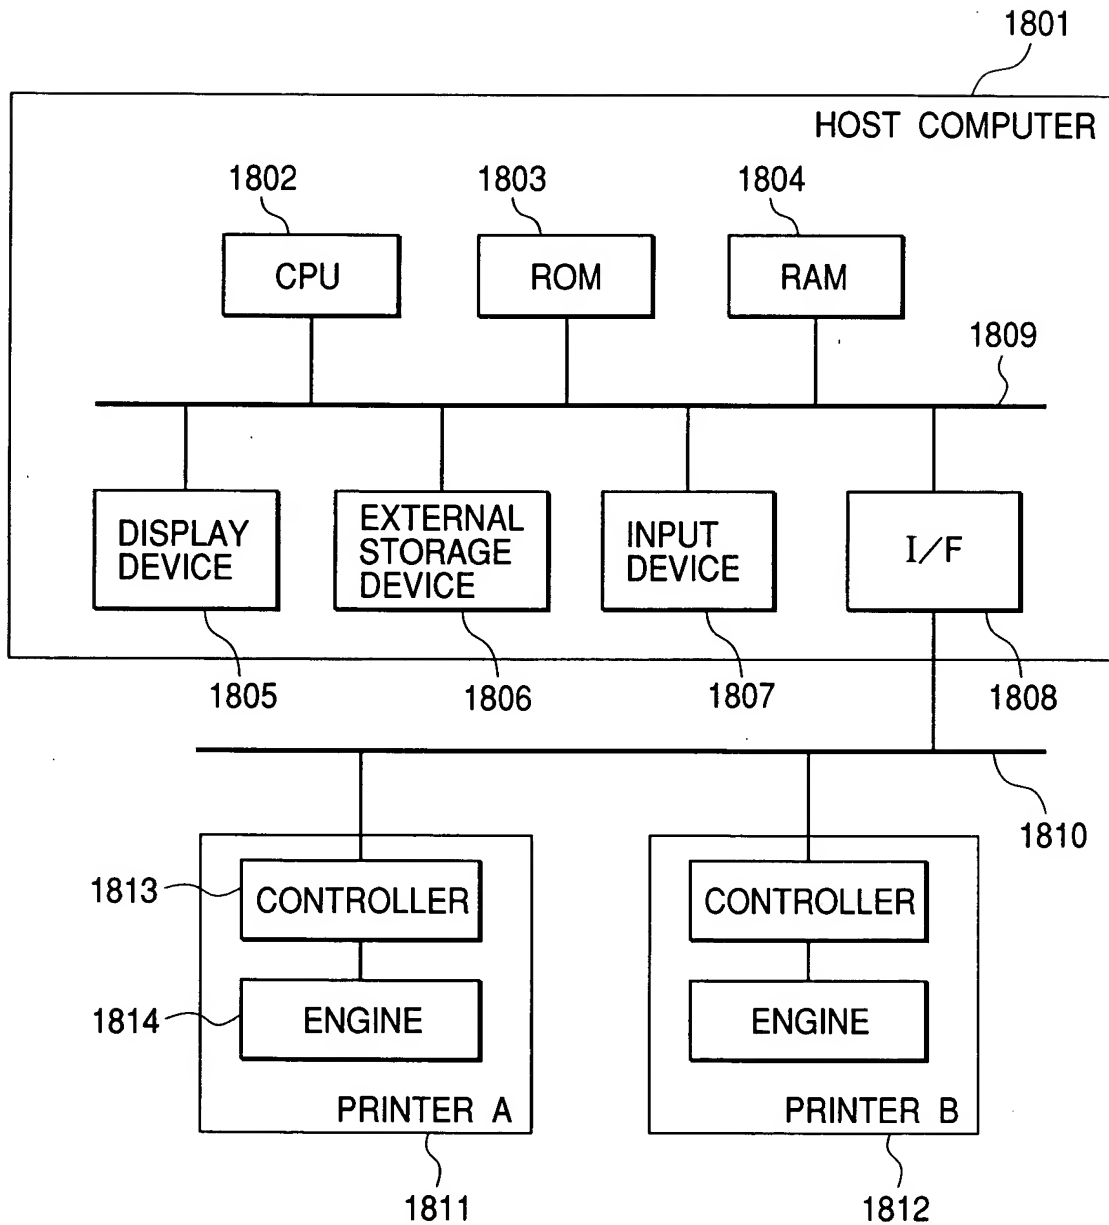 1801
HOST COMPUTER
1802
1803
1804
CPU
ROM
RAM
1809
DISPLAY
DEVICE
EXTERNAL
STORAGE
DEVICE
INPUT
DEVICE
I/F
1805
1806
1807
1808
1810
1813
CONTROLLER
CONTROLLER
1814
ENGINE
ENGINE
PRINTER A
PRINTER B
1811
1812